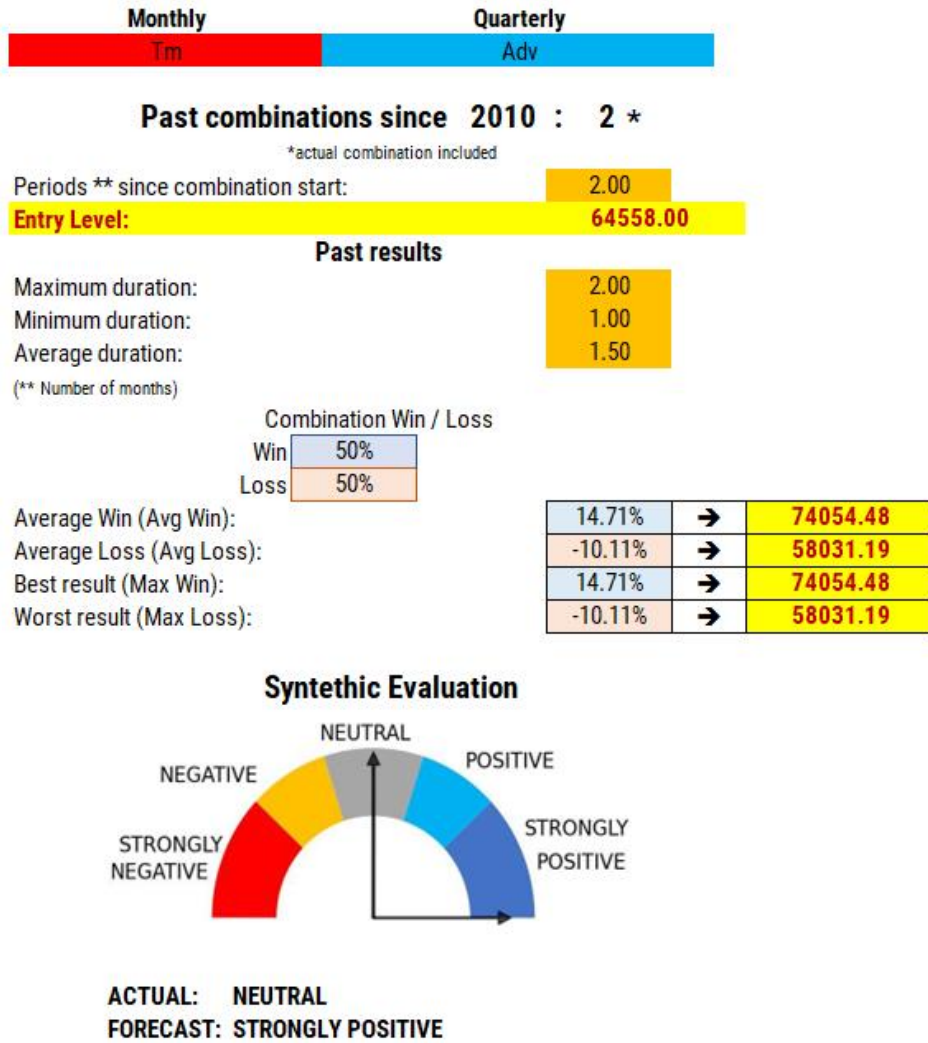 Monthly Quarterly
Tm Adv
Past combinations since 2010 : 2 *
*actual combination included
Periods ** since combination start: 2.00
Entry Level: 64558.00
Past results
Maximum duration: 2.00
Minimum duration: 1.00
Average duration: 1.50
(** Number of months)
Combination Win / Loss
Win 50%
Loss 50%
Average Win (Avg Win): 14.71% ➔ 74054.48
Average Loss (Avg Loss): -10.11% ➔ 58031.19
Best result (Max Win): 14.71% ➔ 74054.48
Worst result (Max Loss): -10.11% ➔ 58031.19
Syntethic Evaluation
NEUTRAL
NEGATIVE POSITIVE
STRONGLY NEGATIVE
STRONGLY POSITIVE
ACTUAL: NEUTRAL
FORECAST: STRONGLY POSITIVE